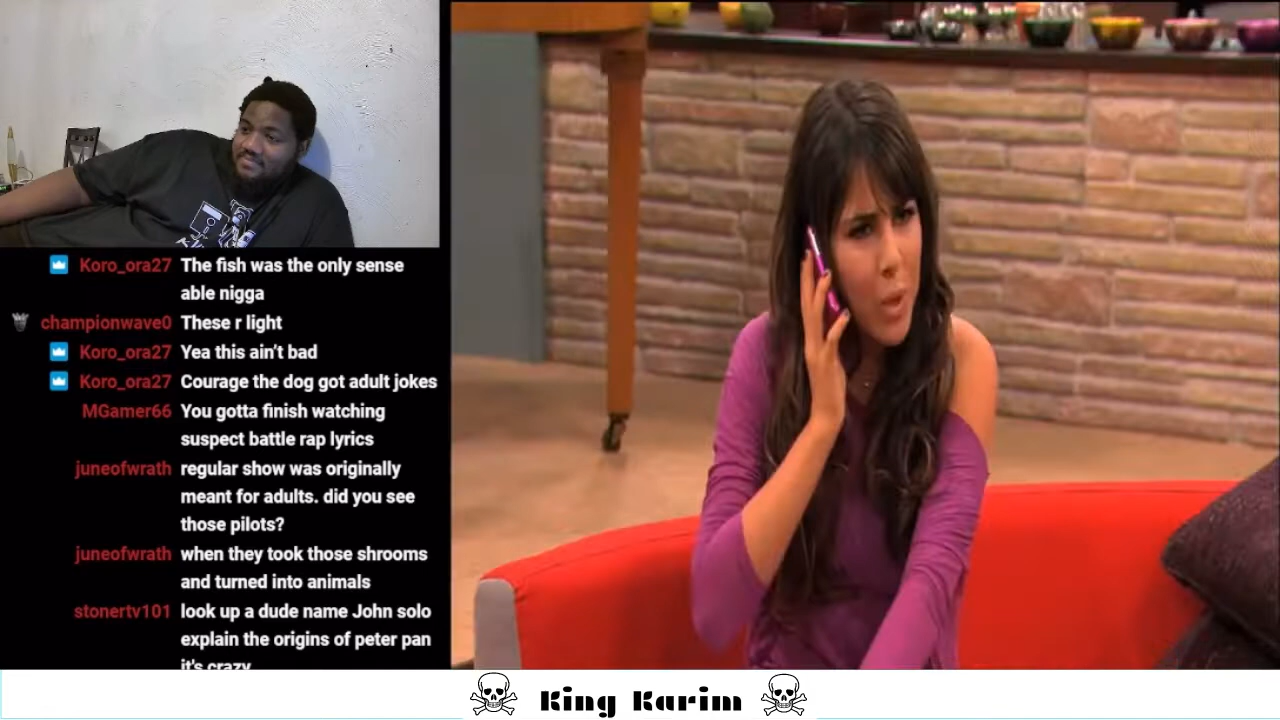 Koro_ora27 The fish was the only sense
able nigga
championwave0 These r light
Koro_ora27 Yea this ain't bad
Koro_ora27 Courage the dog got adult jokes
MGamer66 You gotta finish watching
suspect battle rap lyrics
juneofwrath regular show was originally
meant for adults. did you see
those pilots?
juneofwrath when they took those shrooms
and turned into animals
stonertv101 look up a dude name John solo
explain the origins of peter pan
it's crazy
King Karim